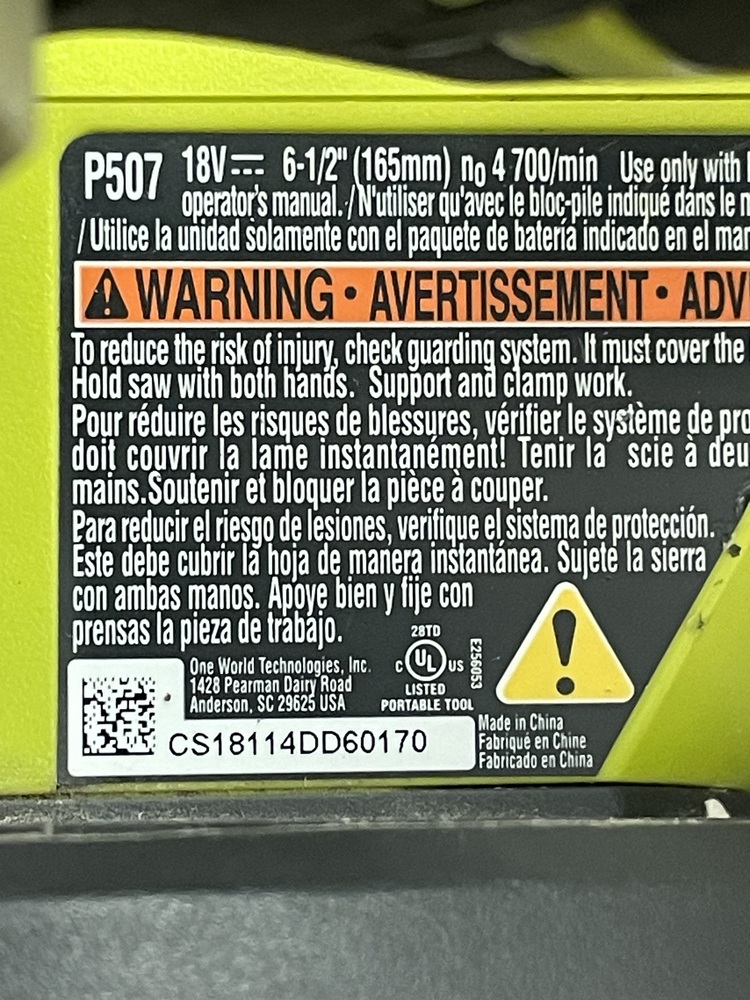 P507 18V 6-1/2" (165mm) n0 4 700/min Use only with
operator's manual. / N'utiliser qu'avec le bloc-pile indiqué dans le
/ Utilice la unidad solamente con el paquete de batería indicado en el
WARNING • AVERTISSEMENT • ADV
To reduce the risk of injury, check guarding system. It must cover the
Hold saw with both hands. Support and clamp work.
Pour réduire les risques de blessures, vérifier le système de pro
doit couvrir la lame instantanément! Tenir la scie à deu
mains.Soutenir et bloquer la pièce à couper.
Para reducir el riesgo de lesiones, verifique el sistema de protección.
Este debe cubrir la hoja de manera instantánea. Sujete la sierra
con ambas manos. Apoye bien y fije con
prensas la pieza de trabajo.
28TD
C UL US
LISTED
PORTABLE TOOL
E256053
One World Technologies, Inc.
1428 Pearman Dairy Road
Anderson, SC 29625 USA
CS18114DD60170
Made in China
Fabriqué en Chine
Fabricado en China